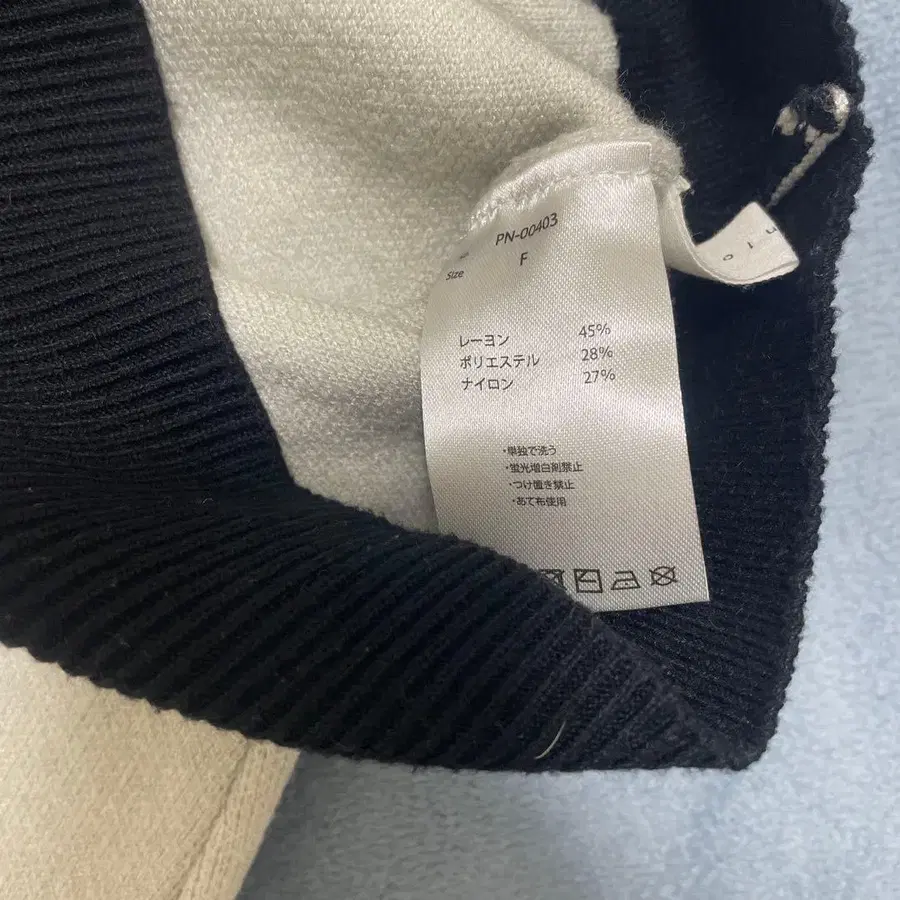 PN-00403
Size F
レーヨン 45%
ポリエステル 28%
ナイロン 27%
・単独で洗う
・蛍光増白剤禁止
・つけ置き禁止
・あて布使用